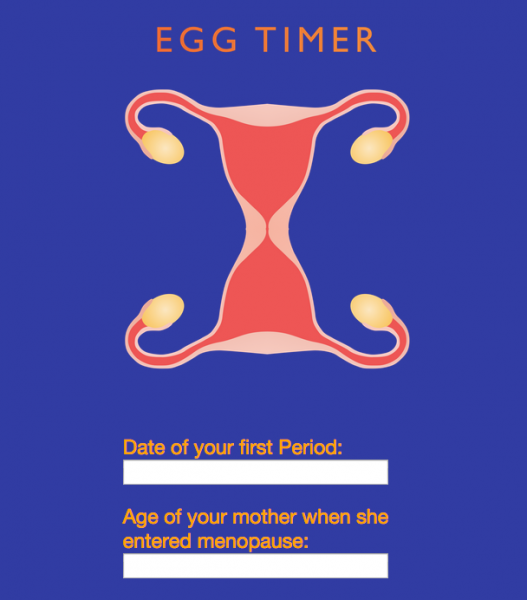 EGG TIMER
Date of your first Period:
Age of your mother when she
entered menopause: